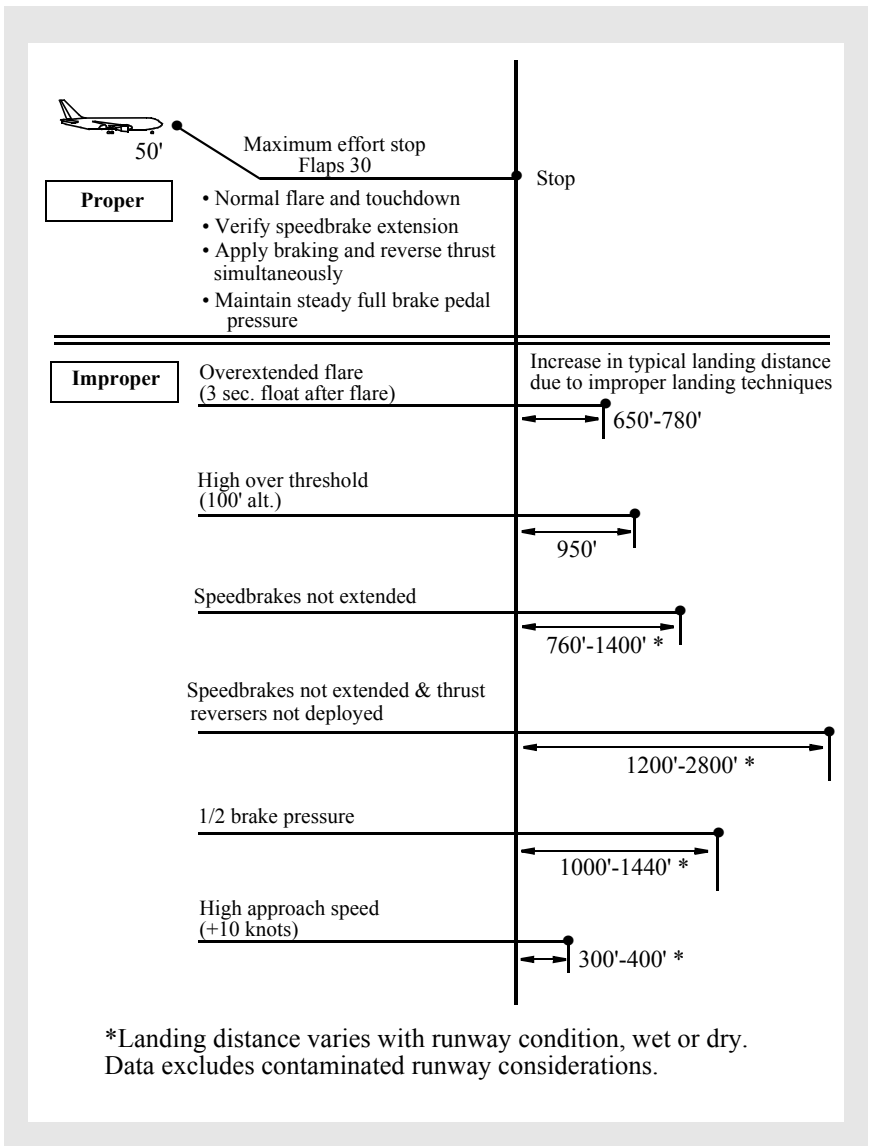 50'
Maximum effort stop
Flaps 30
Stop
Proper
• Normal flare and touchdown
• Verify speedbrake extension
• Apply braking and reverse thrust
simultaneously
• Maintain steady full brake pedal
pressure
Improper
Overextended flare
(3 sec. float after flare)
Increase in typical landing distance
due to improper landing techniques
650'-780'
High over threshold
(100' alt.)
950'
Speedbrakes not extended
760'-1400' *
Speedbrakes not extended & thrust
reversers not deployed
1200'-2800' *
1/2 brake pressure
1000'-1440' *
High approach speed
(+10 knots)
300'-400' *
*Landing distance varies with runway condition, wet or dry.
Data excludes contaminated runway considerations.